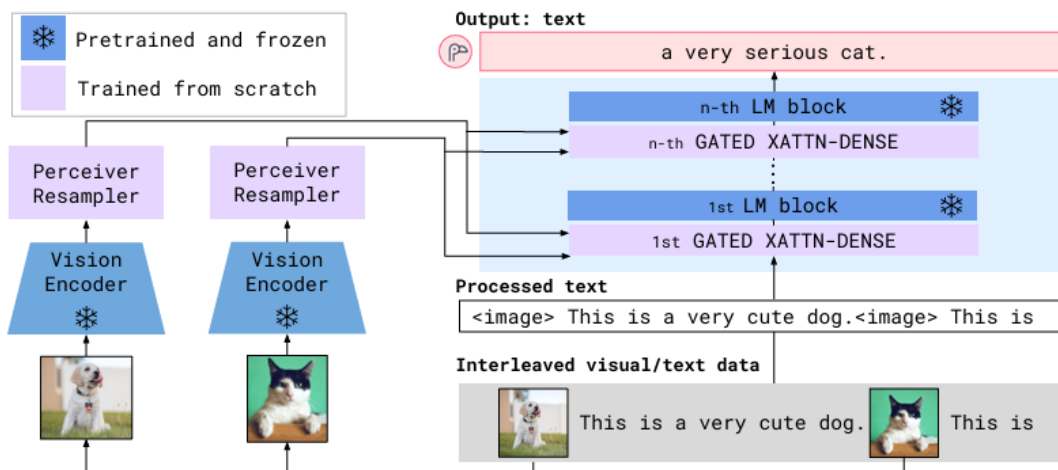 Pretrained and frozen
Trained from scratch
Perceiver
Resampler
Perceiver
Resampler
Vision
Encoder
Vision
Encoder
Output: text
a very serious cat.
n-th LM block
n-th GATED XATTN-DENSE
1st LM block
1st GATED XATTN-DENSE
Processed text
<image> This is a very cute dog.<image> This is
Interleaved visual/text data
This is a very cute dog.
This is